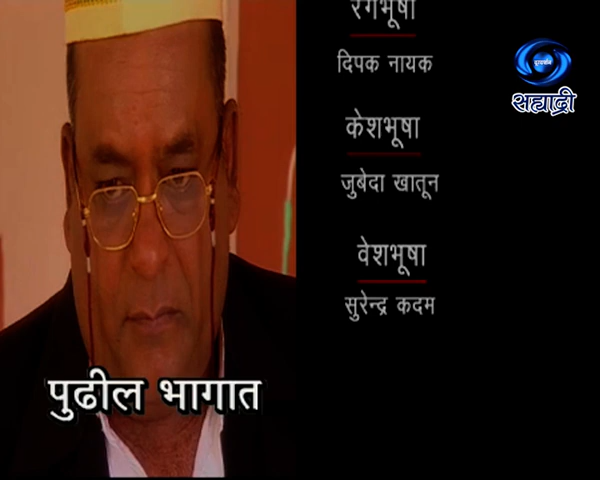 रंगभूषा
दिपक नायक
केशभूषा
जुबेदा खातून
वेशभूषा
सुरेन्द्र कदम
पुढील भागात
सह्याद्री